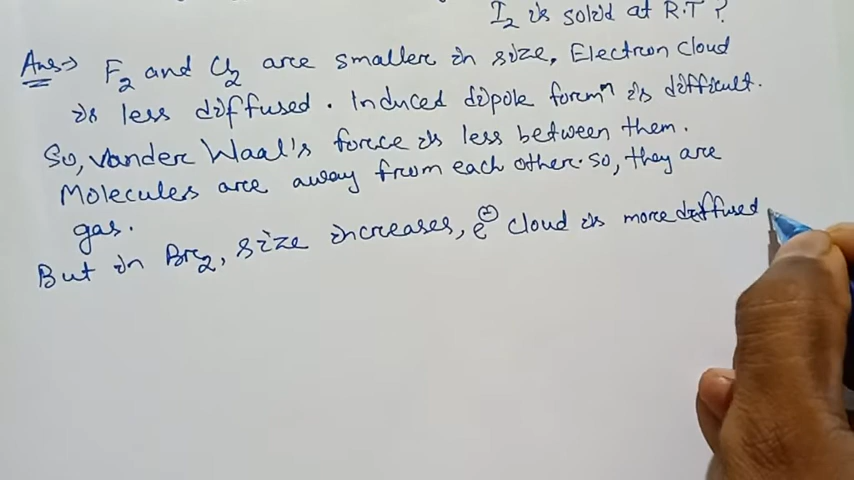 I₂ is solid at R.T ?
Ans→ F₂ and Cl₂ are smaller in size, Electron cloud
is less diffused. Induced dipole formⁿ is difficult.
So, Vander Waal's force is less between them.
Molecules are away from each other. so, they are
gas.
But in Br₂, size increases, e⊖ cloud is more diffused